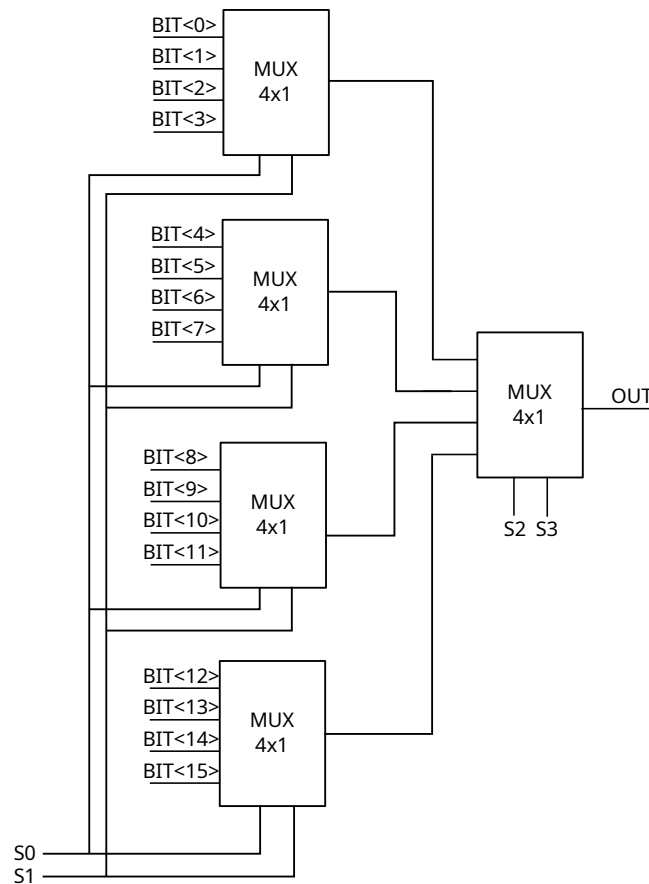 BIT<0>
BIT<1>
BIT<2>
BIT<3>
MUX
4x1
BIT<4>
BIT<5>
BIT<6>
BIT<7>
MUX
4x1
MUX
4x1
OUT
S2 S3
BIT<8>
BIT<9>
BIT<10>
BIT<11>
MUX
4x1
BIT<12>
BIT<13>
BIT<14>
BIT<15>
MUX
4x1
S0
S1